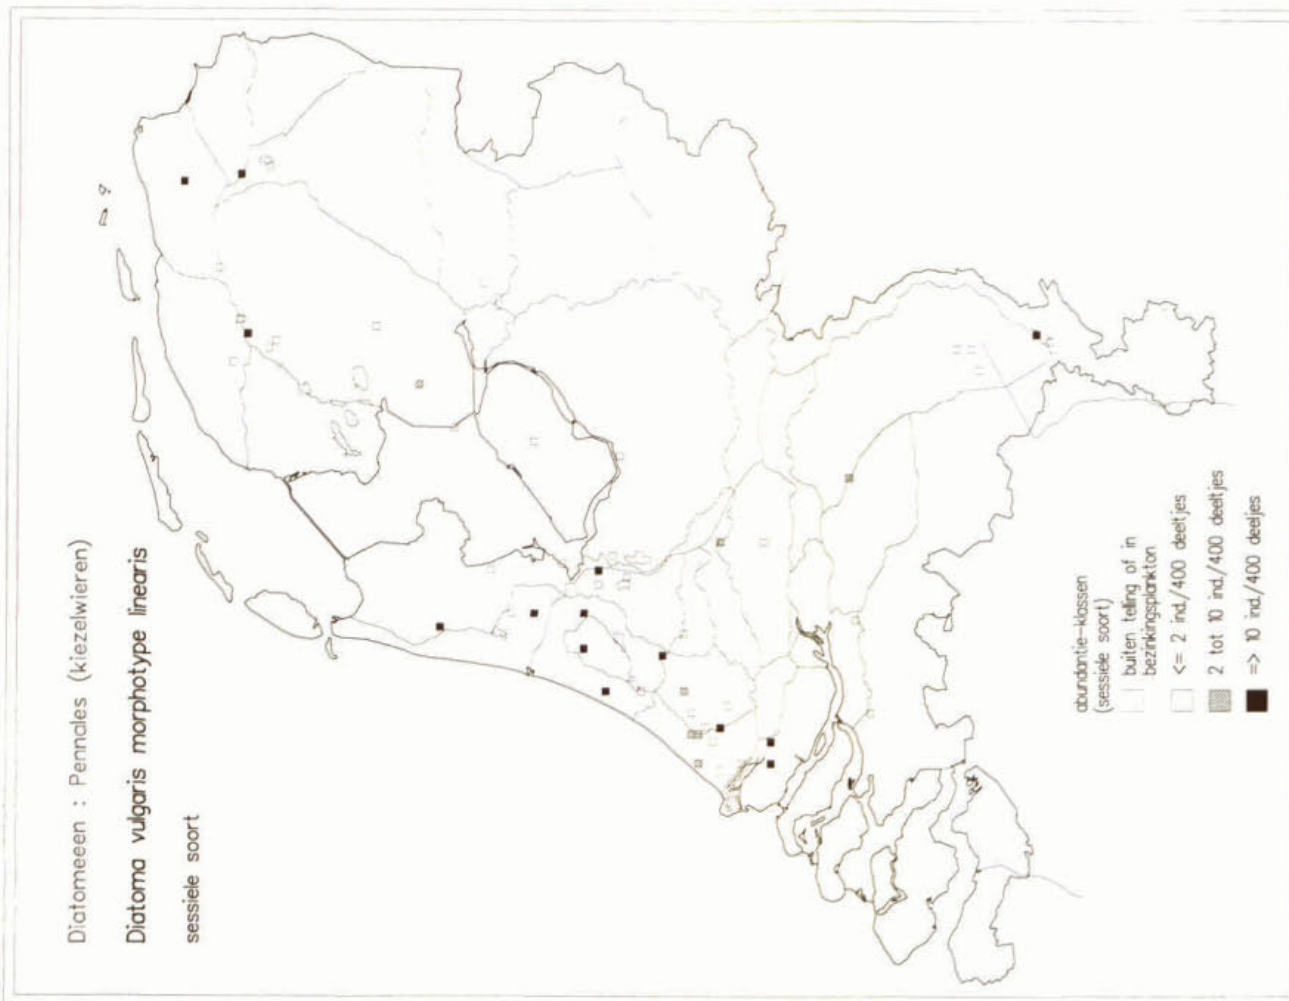 Diatomeeen : Pennales (kiezelwieren)
Diatoma vulgaris morphotype linearis
sessiele soort
abundantie-klassen
(sessiele soort)
buiten telling of in
bezinkingsplankton
<= 2 ind./400 deeltjes
2 tot 10 ind./400 deeltjes
=> 10 ind./400 deeltjes